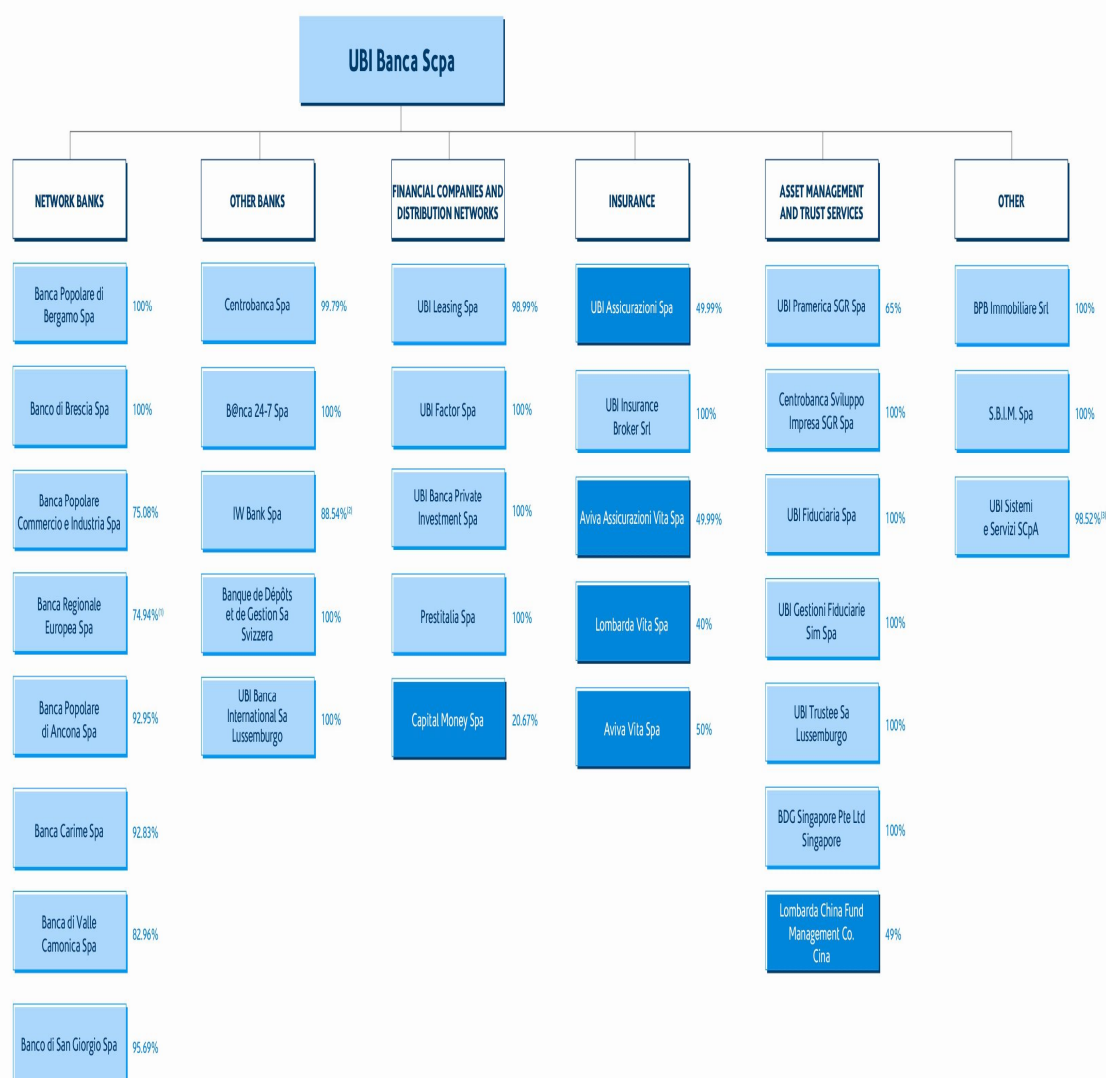 UBI Banca Scpa
NETWORK BANKS
Banca Popolare di
Bergamo Spa
100%
Banco di Brescia Spa
100%
Banca Popolare
Commercio e Industria Spa
75.08%
Banca Regionale
Europea Spa
74.94%(1)
Banca Popolare
di Ancona Spa
92.95%
Banca Carime Spa
92.83%
Banca di Valle
Camonica Spa
82.96%
Banco di San Giorgio Spa
95.69%
OTHER BANKS
Centrobanca Spa
99.79%
B@nca 24-7 Spa
100%
IW Bank Spa
88.54%(2)
Banque de Dépôts
et de Gestion Sa
Svizzera
100%
UBI Banca
International Sa
Lussemburgo
100%
FINANCIAL COMPANIES AND
DISTRIBUTION NETWORKS
UBI Leasing Spa
98.99%
UBI Factor Spa
100%
UBI Banca Private
Investment Spa
100%
Prestitalia Spa
100%
Capital Money Spa
20.67%
INSURANCE
UBI Assicurazioni Spa
49.99%
UBI Insurance
Broker Srl
100%
Aviva Assicurazioni Vita Spa
49.99%
Lombarda Vita Spa
40%
Aviva Vita Spa
50%
ASSET MANAGEMENT
AND TRUST SERVICES
UBI Pramerica SGR Spa
65%
Centrobanca Sviluppo
Impresa SGR Spa
100%
UBI Fiduciaria Spa
100%
UBI Gestioni Fiduciarie
Sim Spa
100%
UBI Trustee Sa
Lussemburgo
100%
BDG Singapore Pte Ltd
Singapore
100%
Lombarda China Fund
Management Co.
Cina
49%
OTHER
BPB Immobiliare Srl
100%
S.B.I.M. Spa
100%
UBI Sistemi
e Servizi SCpA
98.52%(3)